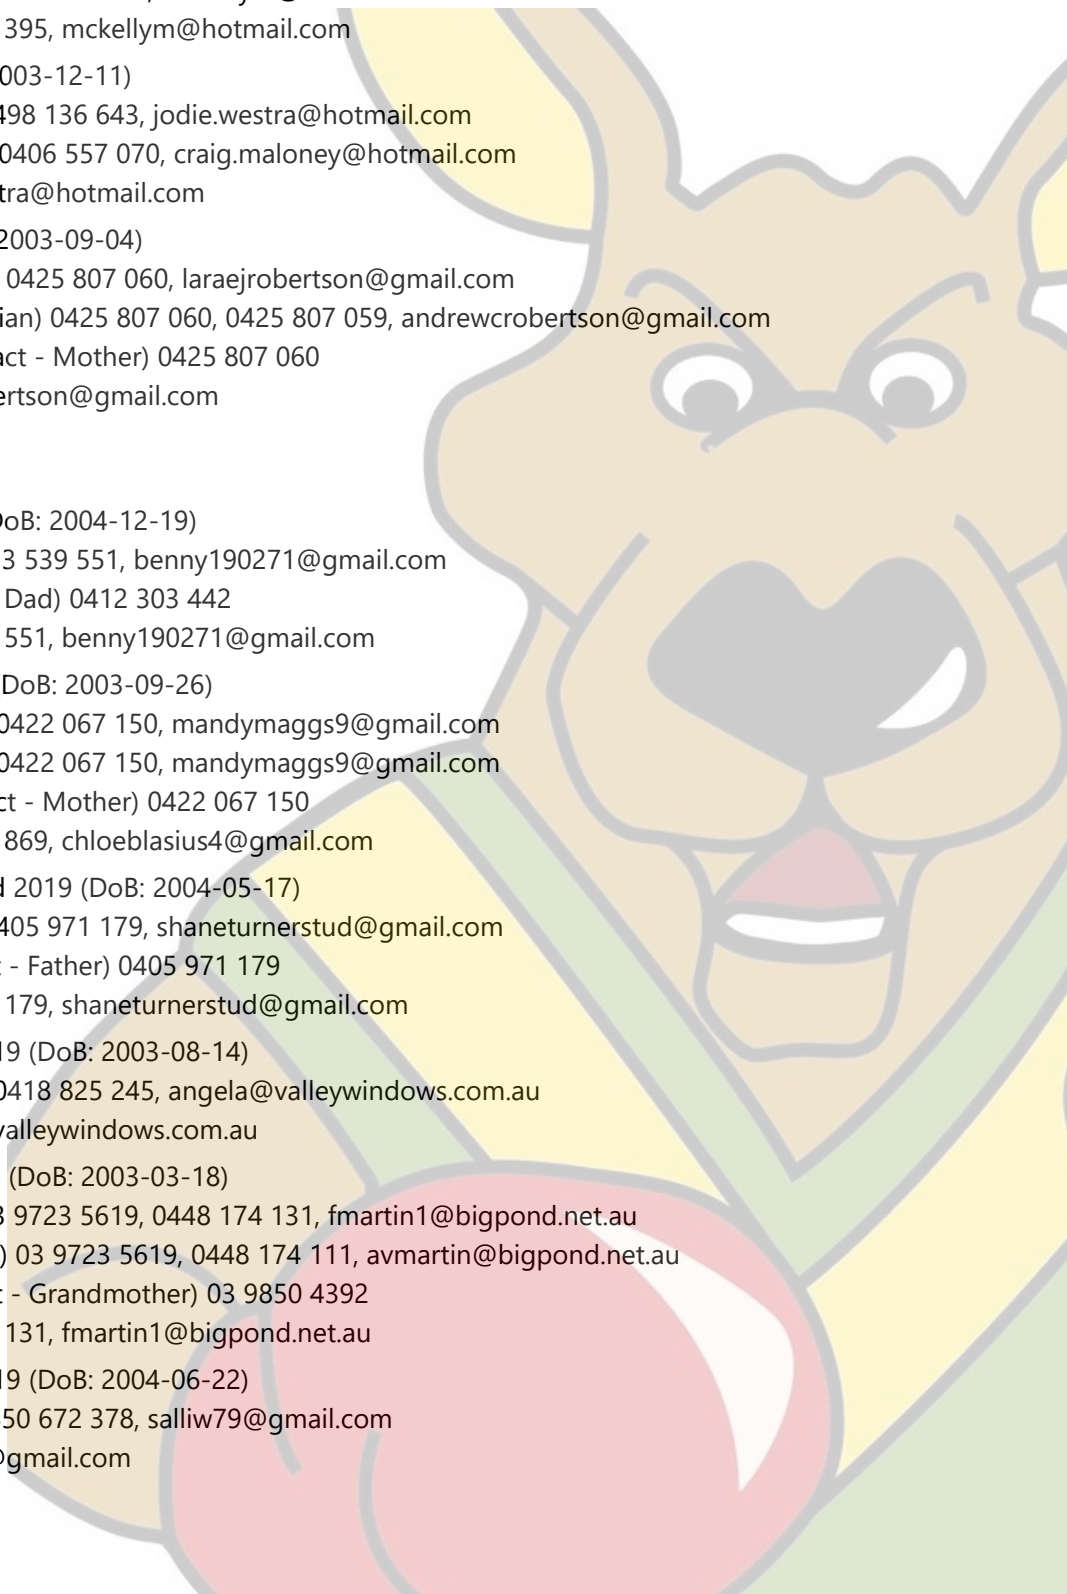 395, mckellym@hotmail.com
003-12-11)
498 136 643, jodie.westra@hotmail.com
0406 557 070, craig.maloney@hotmail.com
tra@hotmail.com
2003-09-04)
0425 807 060, laraejrobertson@gmail.com
ian) 0425 807 060, 0425 807 059, andrewcrobertson@gmail.com
act - Mother) 0425 807 060
ertson@gmail.com
DoB: 2004-12-19)
3 539 551, benny190271@gmail.com
Dad) 0412 303 442
551, benny190271@gmail.com
DoB: 2003-09-26)
0422 067 150, mandymaggs9@gmail.com
0422 067 150, mandymaggs9@gmail.com
ct - Mother) 0422 067 150
869, chloeblasius4@gmail.com
d 2019 (DoB: 2004-05-17)
405 971 179, shaneturnerstud@gmail.com
t - Father) 0405 971 179
179, shaneturnerstud@gmail.com
19 (DoB: 2003-08-14)
0418 825 245, angela@valleywindows.com.au
valleywindows.com.au
(DoB: 2003-03-18)
3 9723 5619, 0448 174 131, fmartin1@bigpond.net.au
) 03 9723 5619, 0448 174 111, avmartin@bigpond.net.au
t - Grandmother) 03 9850 4392
131, fmartin1@bigpond.net.au
19 (DoB: 2004-06-22)
50 672 378, salliw79@gmail.com
@gmail.com